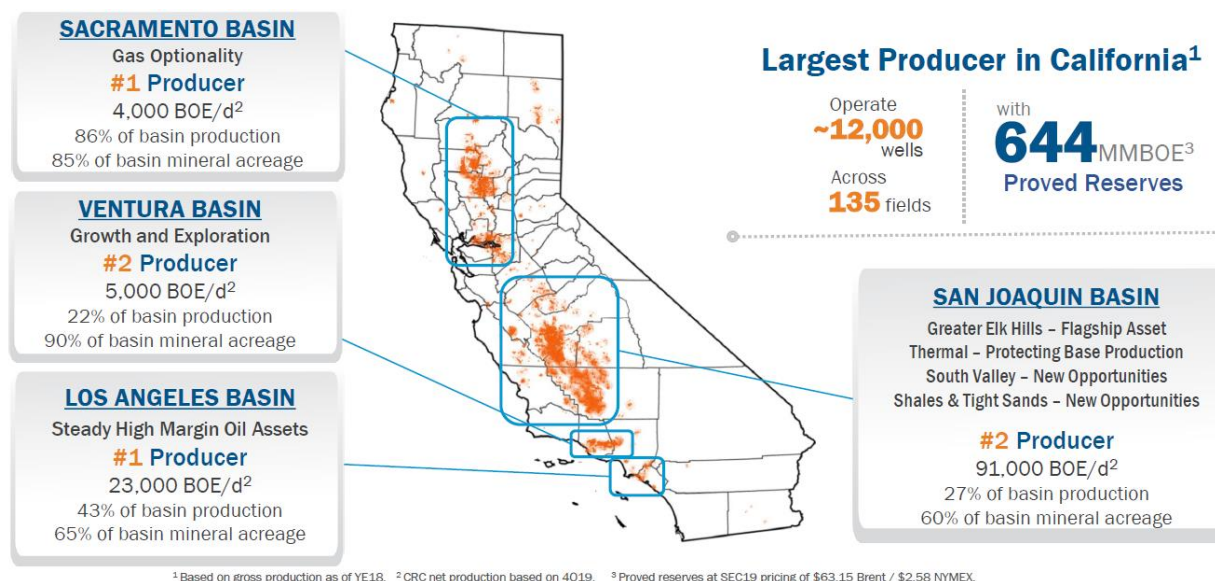 SACRAMENTO BASIN
Gas Optionality
#1 Producer
4,000 BOE/d²
86% of basin production
85% of basin mineral acreage
VENTURA BASIN
Growth and Exploration
#2 Producer
5,000 BOE/d²
22% of basin production
90% of basin mineral acreage
LOS ANGELES BASIN
Steady High Margin Oil Assets
#1 Producer
23,000 BOE/d²
43% of basin production
65% of basin mineral acreage
Largest Producer in California¹
Operate
~12,000
wells
Across
135 fields
with
644 MMBOE³
Proved Reserves
SAN JOAQUIN BASIN
Greater Elk Hills – Flagship Asset
Thermal – Protecting Base Production
South Valley – New Opportunities
Shales & Tight Sands – New Opportunities
#2 Producer
91,000 BOE/d²
27% of basin production
60% of basin mineral acreage
¹ Based on gross production as of YE18. ² CRC net production based on 4Q19. ³ Proved reserves at SEC19 pricing of $63.15 Brent / $2.58 NYMEX.